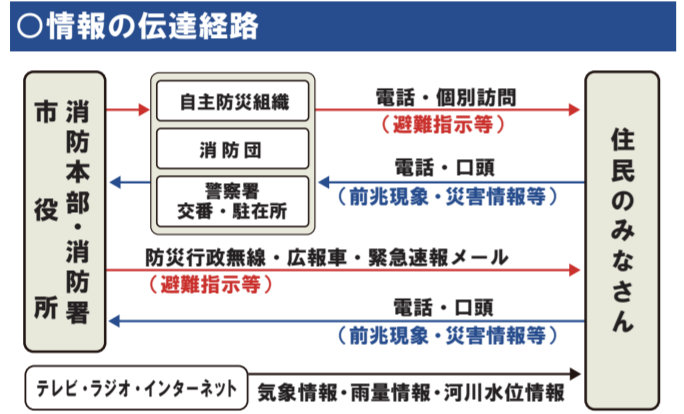 〇情報の伝達経路
市役所
消防本部・消防署
自主防災組織
消防団
警察署
交番・駐在所
電話・個別訪問
(避難指示等)
電話・口頭
(前兆現象・災害情報等)
防災行政無線・広報車・緊急速報メール
(避難指示等)
電話・口頭
(前兆現象・災害情報等)
住民のみなさん
テレビ・ラジオ・インターネット
気象情報・雨量情報・河川水位情報